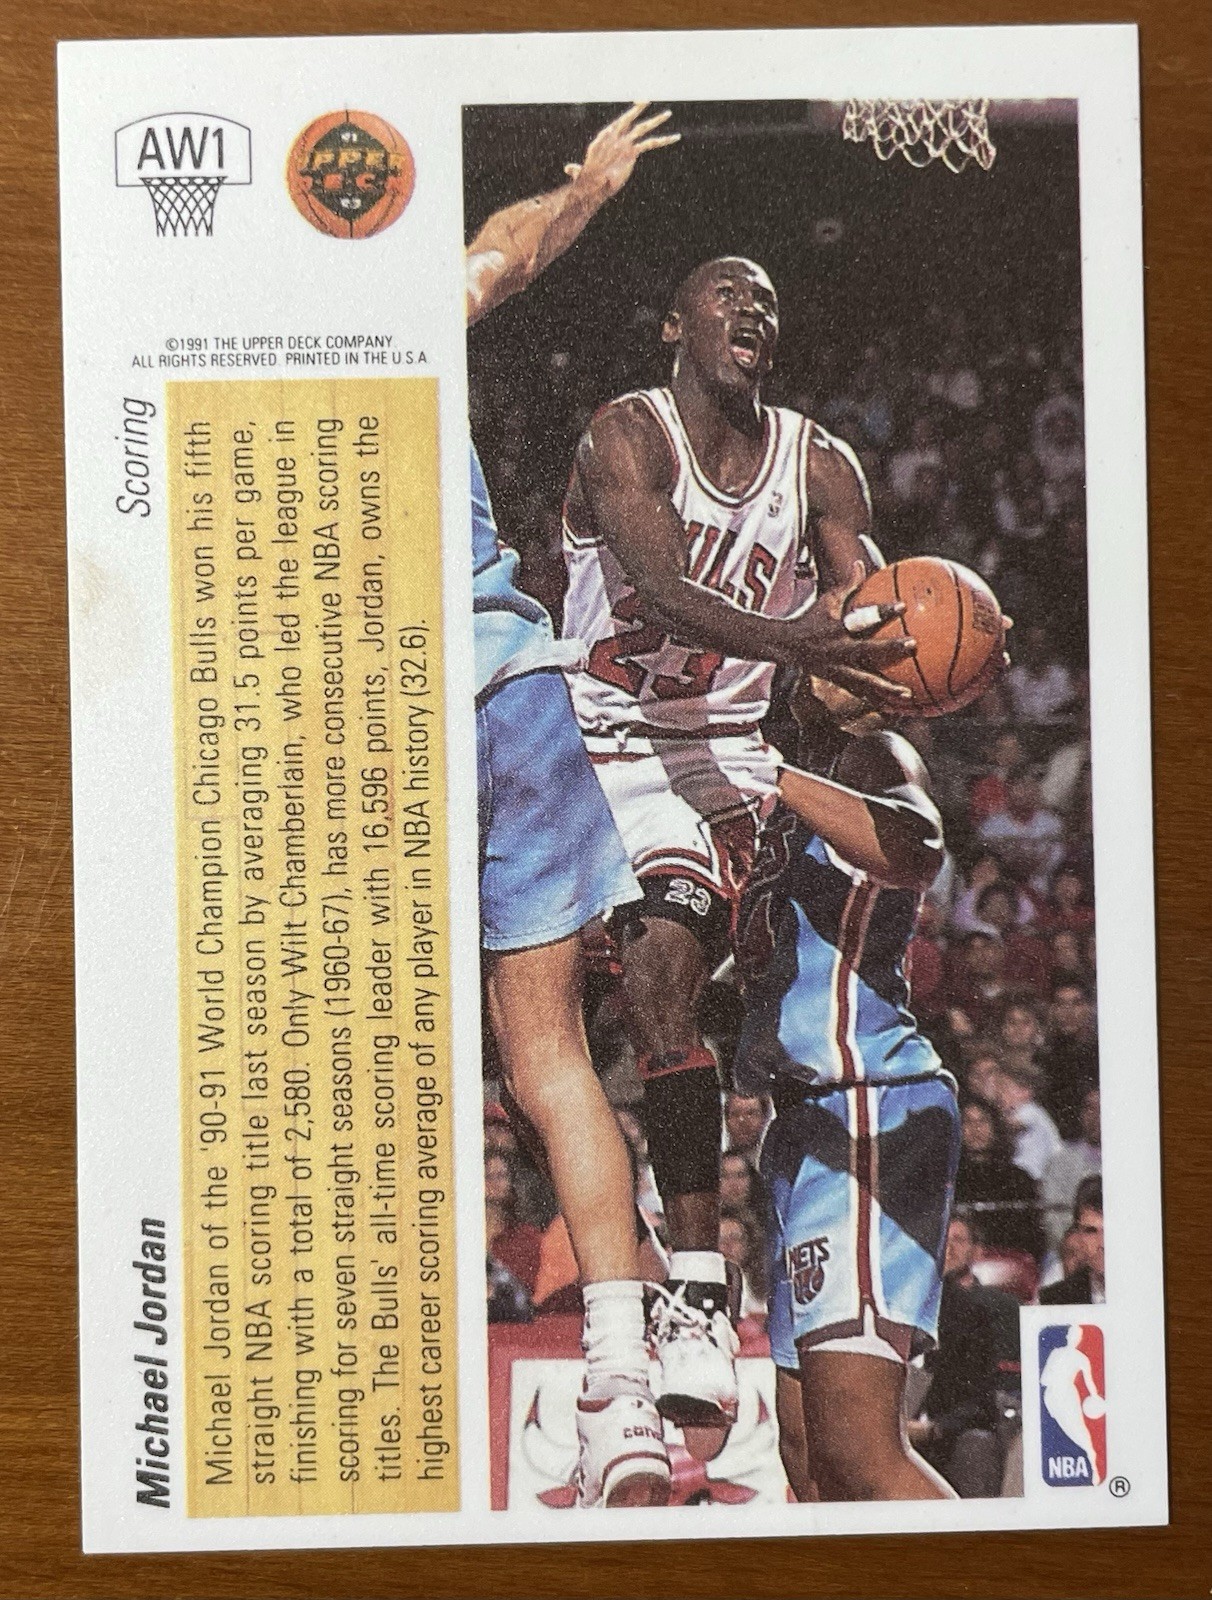 AW1
91
UPPER
DECK
92
©1991 THE UPPER DECK COMPANY.
ALL RIGHTS RESERVED. PRINTED IN THE U.S.A.
Michael Jordan
Scoring
Michael Jordan of the '90-91 World Champion Chicago Bulls won his fifth
straight NBA scoring title last season by averaging 31.5 points per game,
finishing with a total of 2,580. Only Wilt Chamberlain, who led the league in
scoring for seven straight seasons (1960-67), has more consecutive NBA scoring
titles. The Bulls' all-time scoring leader with 16,596 points, Jordan, owns the
highest career scoring average of any player in NBA history (32.6).
BULLS
23
23
NETS
NBA
®